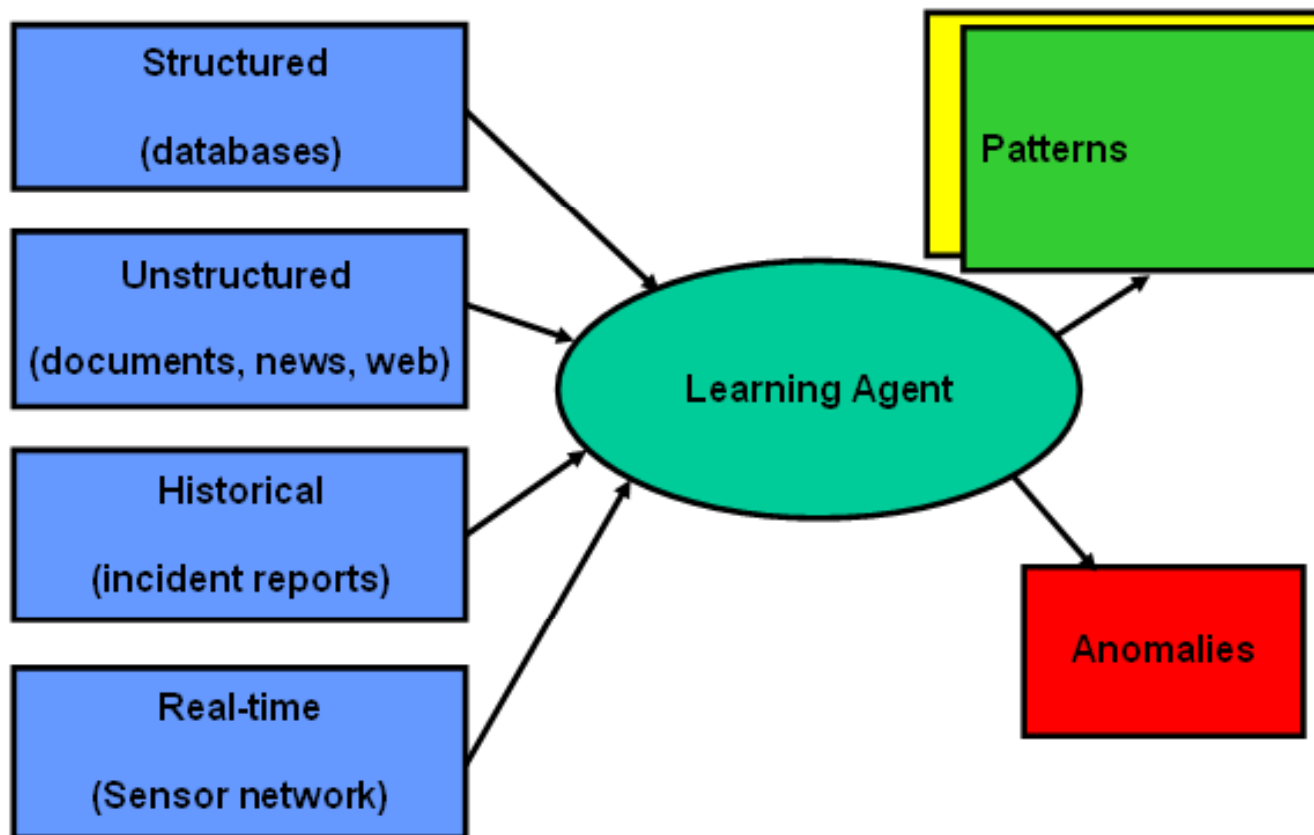 Structured
(databases)
Unstructured
(documents, news, web)
Historical
(incident reports)
Real-time
(Sensor network)
Learning Agent
Patterns
Anomalies